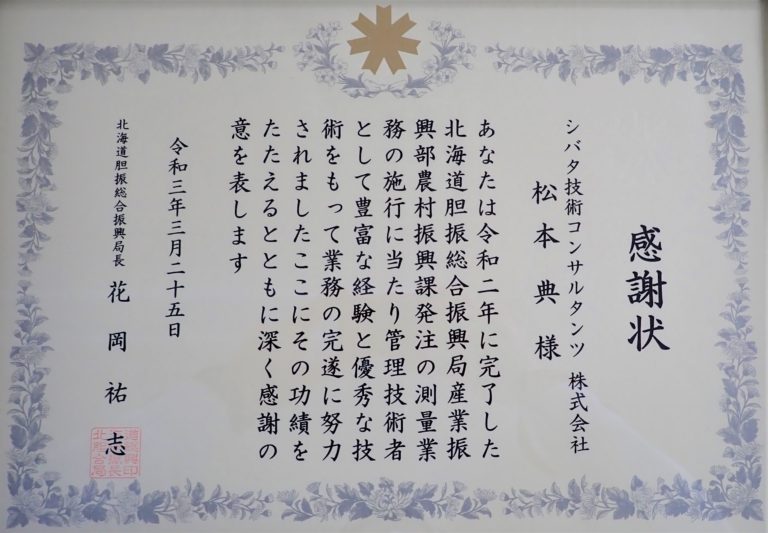 感謝状
シバタ技術コンサルタンツ 株式会社
松本典様
あなたは令和二年に完了した
北海道胆振総合振興局産業振
興部農村振興課発注の測量業
務の施行に当たり管理技術者
として豊富な経験と優秀な技
術をもって業務の完遂に努力
されましたここにその功績を
たたえるとともに深く感謝の
意を表します
令和三年三月二十五日
北海道胆振総合振興局長 花岡祐志